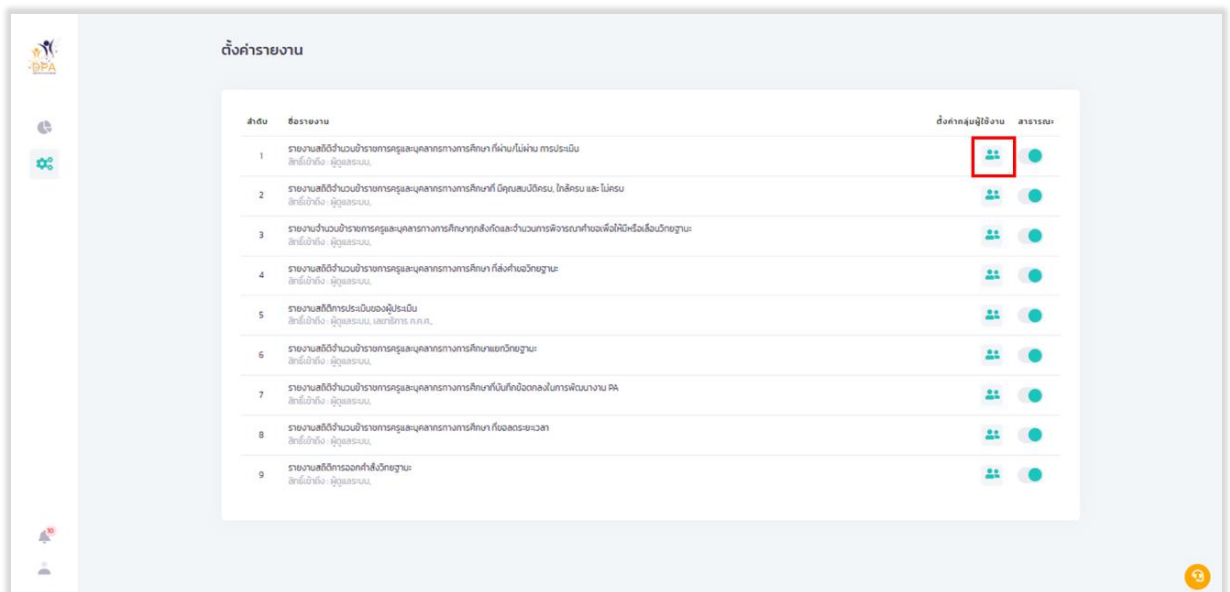 DPA
ตั้งค่ารายงาน
ลำดับ ชื่อรายงาน ตั้งค่ากลุ่มผู้ใช้งาน สาธารณะ
1 รายงานสถิติจำนวนข้าราชการครูและบุคลากรทางการศึกษา ที่ผ่าน/ไม่ผ่าน การประเมิน
สิทธิ์เข้าถึง : ผู้ดูแลระบบ,
2 รายงานสถิติจำนวนข้าราชการครูและบุคลากรทางการศึกษาที่ มีคุณสมบัติครบ, ใกล้ครบ และ ไม่ครบ
สิทธิ์เข้าถึง : ผู้ดูแลระบบ,
3 รายงานจำนวนข้าราชการครูและบุคลากรทางการศึกษาทุกสังกัดและจำนวนการพิจารณาคำขอเพื่อให้มีหรือเลื่อนวิทยฐานะ
สิทธิ์เข้าถึง : ผู้ดูแลระบบ,
4 รายงานสถิติจำนวนข้าราชการครูและบุคลากรทางการศึกษา ที่ส่งคำขอวิทยฐานะ
สิทธิ์เข้าถึง : ผู้ดูแลระบบ,
5 รายงานสถิติการประเมินของผู้ประเมิน
สิทธิ์เข้าถึง : ผู้ดูแลระบบ, เลขาธิการ ก.ค.ศ.,
6 รายงานสถิติจำนวนข้าราชการครูและบุคลากรทางการศึกษาแยกวิทยฐานะ
สิทธิ์เข้าถึง : ผู้ดูแลระบบ,
7 รายงานสถิติจำนวนข้าราชการครูและบุคลากรทางการศึกษาที่บันทึกข้อตกลงในการพัฒนางาน PA
สิทธิ์เข้าถึง : ผู้ดูแลระบบ,
8 รายงานสถิติจำนวนข้าราชการครูและบุคลากรทางการศึกษา ที่ขอลดระยะเวลา
สิทธิ์เข้าถึง : ผู้ดูแลระบบ,
9 รายงานสถิติการออกคำสั่งวิทยฐานะ
สิทธิ์เข้าถึง : ผู้ดูแลระบบ,
10